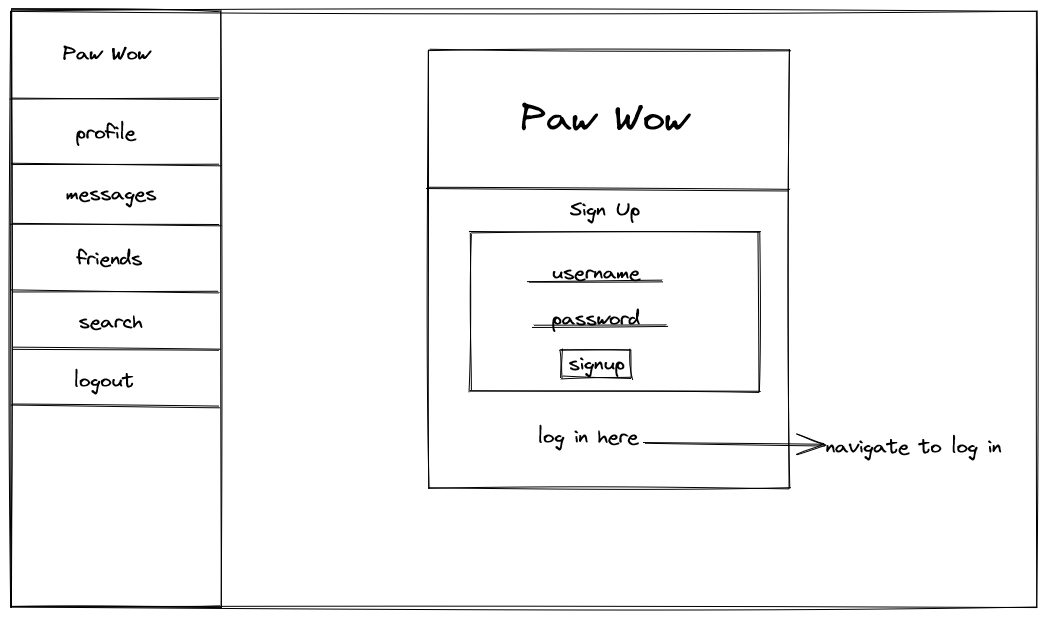 Paw Wow
profile
messages
friends
search
logout
Paw Wow
Sign Up
username
password
signup
log in here
navigate to log in